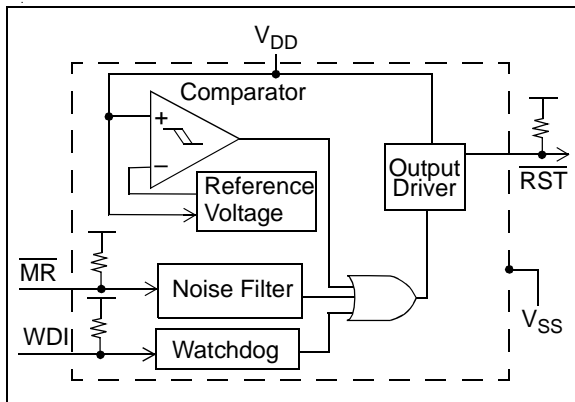 VDD
Comparator
+
−
Reference
Voltage
Output
Driver
RST
MR
Noise Filter
WDI
Watchdog
VSS